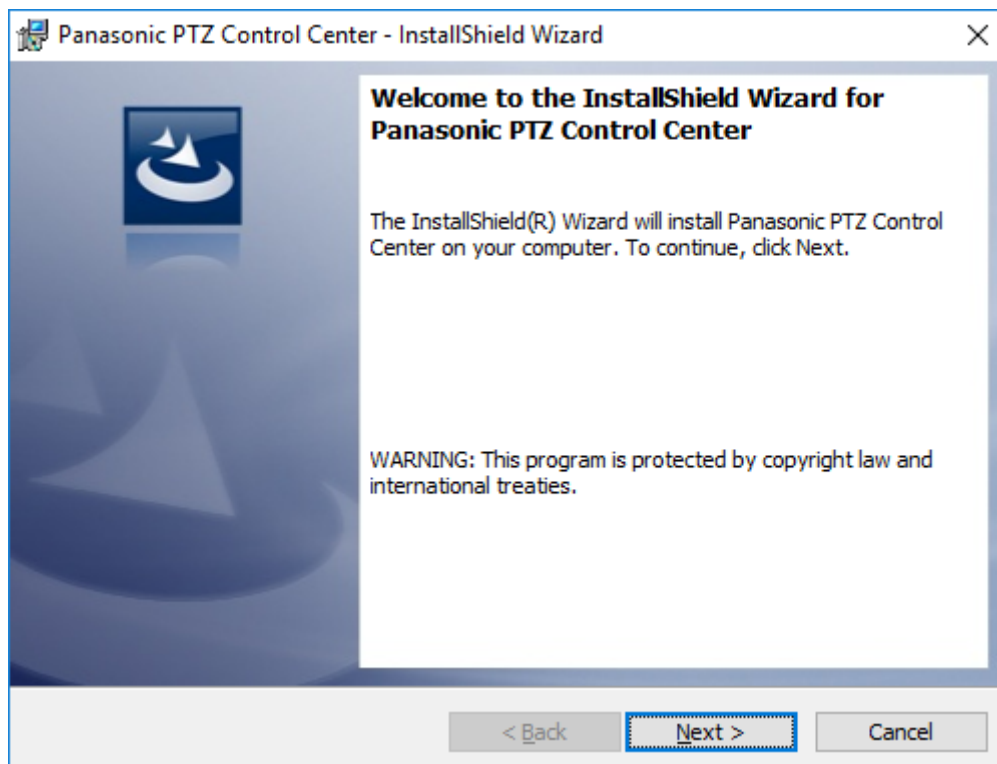 Panasonic PTZ Control Center - InstallShield Wizard
Welcome to the InstallShield Wizard for
Panasonic PTZ Control Center
The InstallShield(R) Wizard will install Panasonic PTZ Control
Center on your computer. To continue, click Next.
WARNING: This program is protected by copyright law and
international treaties.
< Back Next > Cancel